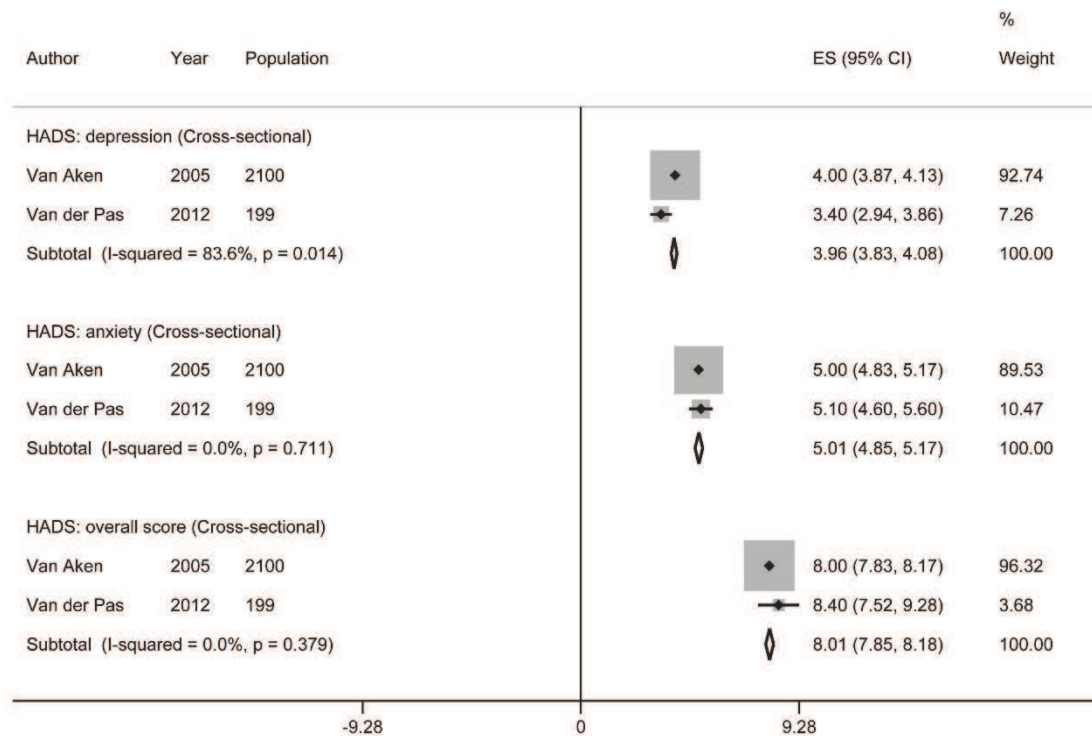 %
Author Year Population ES (95% CI) Weight
HADS: depression (Cross-sectional)
Van Aken 2005 2100 4.00 (3.87, 4.13) 92.74
Van der Pas 2012 199 3.40 (2.94, 3.86) 7.26
Subtotal (I-squared = 83.6%, p = 0.014) 3.96 (3.83, 4.08) 100.00
HADS: anxiety (Cross-sectional)
Van Aken 2005 2100 5.00 (4.83, 5.17) 89.53
Van der Pas 2012 199 5.10 (4.60, 5.60) 10.47
Subtotal (I-squared = 0.0%, p = 0.711) 5.01 (4.85, 5.17) 100.00
HADS: overall score (Cross-sectional)
Van Aken 2005 2100 8.00 (7.83, 8.17) 96.32
Van der Pas 2012 199 8.40 (7.52, 9.28) 3.68
Subtotal (I-squared = 0.0%, p = 0.379) 8.01 (7.85, 8.18) 100.00
-9.28 0 9.28